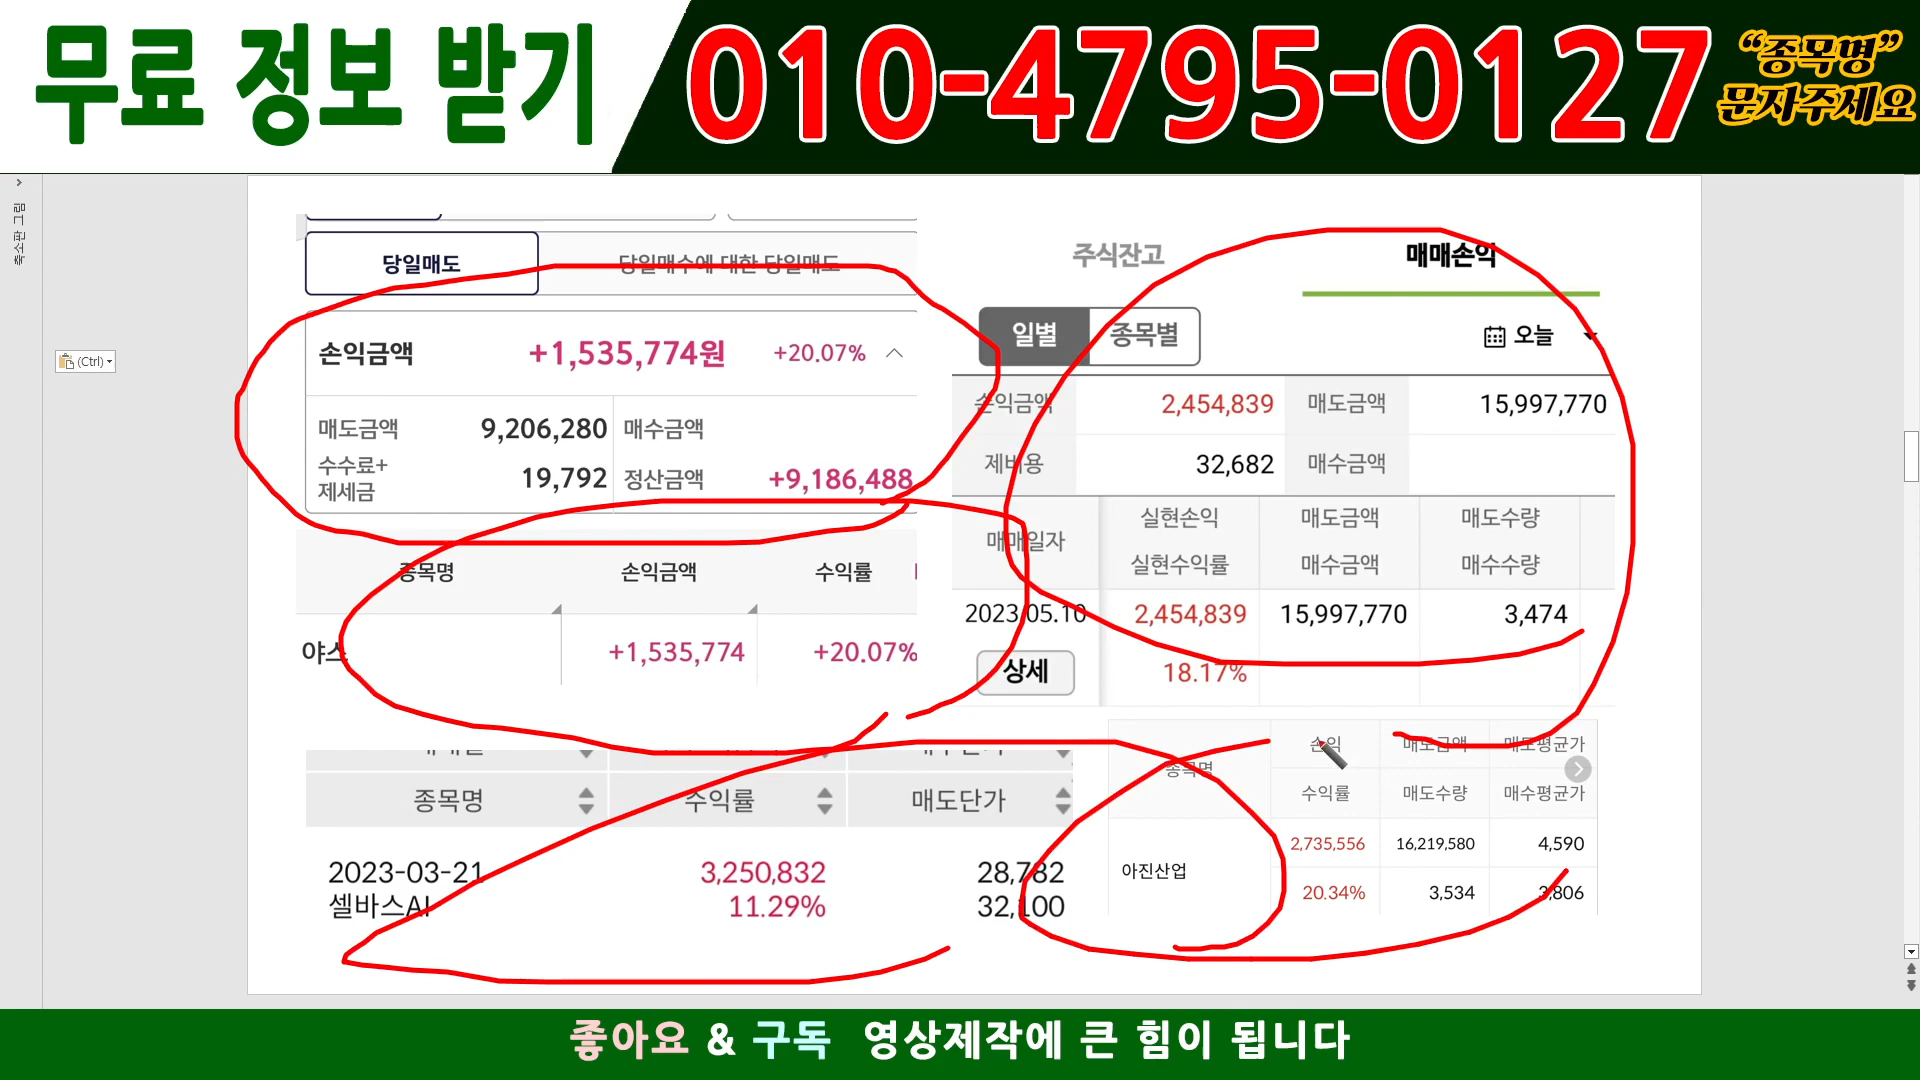 무료 정보 받기
010-4795-0127
“종목명”
문자주세요
축소판 그림
(Ctrl)
당일매도
당일매수에 대한 당일매도
손익금액 +1,535,774원 +20.07%
매도금액 9,206,280 매수금액
수수료+
제세금 19,792 정산금액 +9,186,488
종목명 손익금액 수익률
야스 +1,535,774 +20.07%
주식잔고 매매손익
일별 종목별 오늘
손익금액 2,454,839 매도금액 15,997,770
제비용 32,682 매수금액
매매일자 실현손익 매도금액 매도수량
실현수익률 매수금액 매수수량
2023.05.10 2,454,839 15,997,770 3,474
상세 18.17%
종목명 수익률 매도단가
2023-03-21 3,250,832 28,782
셀바스AI 11.29% 32,100
종목명 손익 매도금액 매도평균가
수익률 매도수량 매수평균가
아진산업 2,735,556 16,219,580 4,590
20.34% 3,534 3,806
좋아요 & 구독 영상제작에 큰 힘이 됩니다